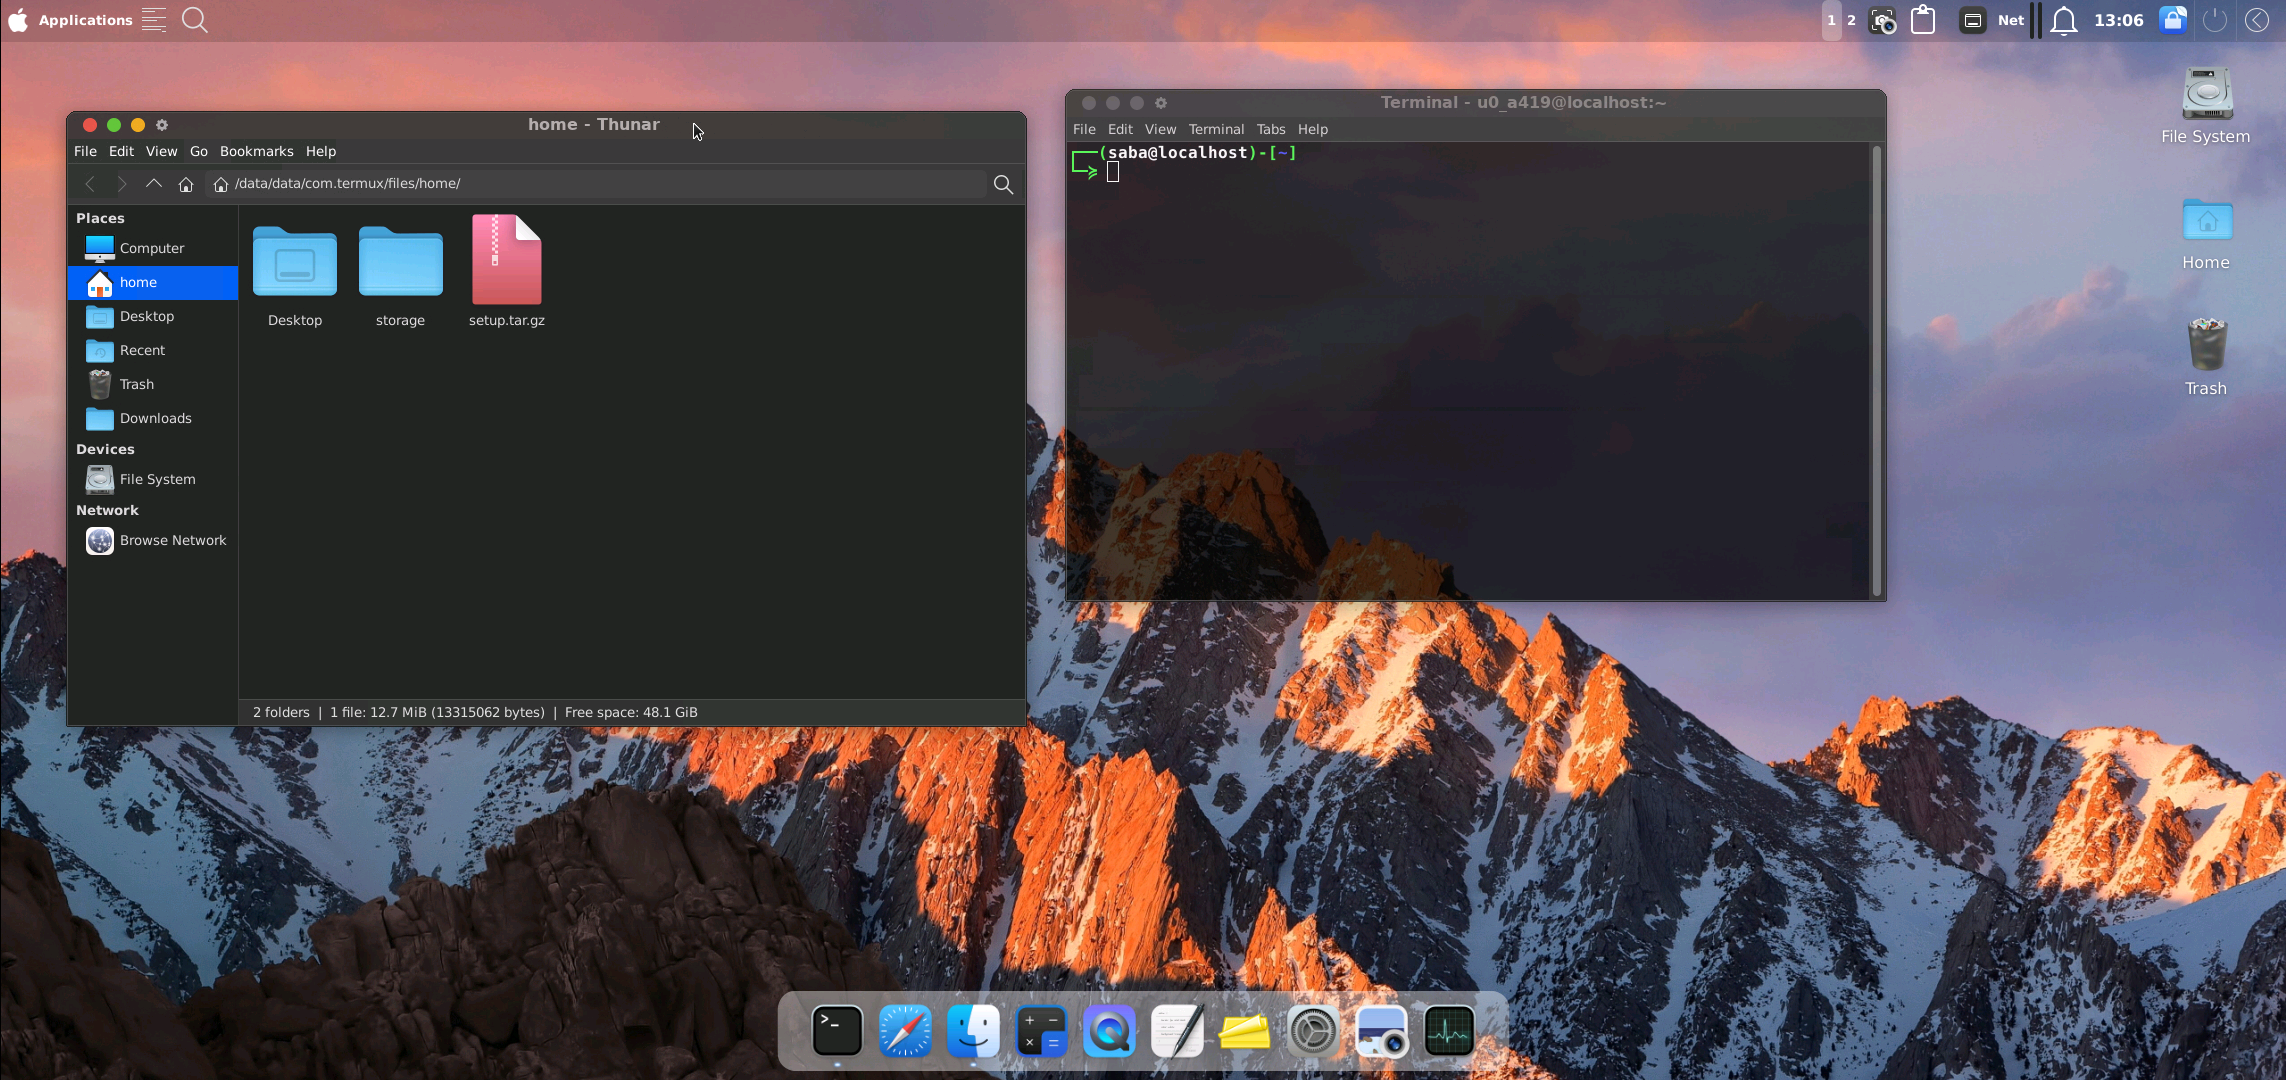 Applications
1 2 Net 13:06
home - Thunar
File Edit View Go Bookmarks Help
/data/data/com.termux/files/home/
Places
Computer
home
Desktop
Recent
Trash
Downloads
Devices
File System
Network
Browse Network
Desktop storage setup.tar.gz
2 folders | 1 file: 12.7 MiB (13315062 bytes) | Free space: 48.1 GiB
Terminal - u0_a419@localhost:~
File Edit View Terminal Tabs Help
┌──(saba@localhost)-[~]
└─≽
File System
Home
Trash